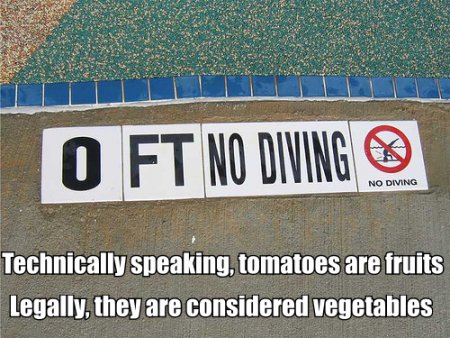 0 FT NO DIVING
NO DIVING
Technically speaking, tomatoes are fruits
Legally, they are considered vegetables